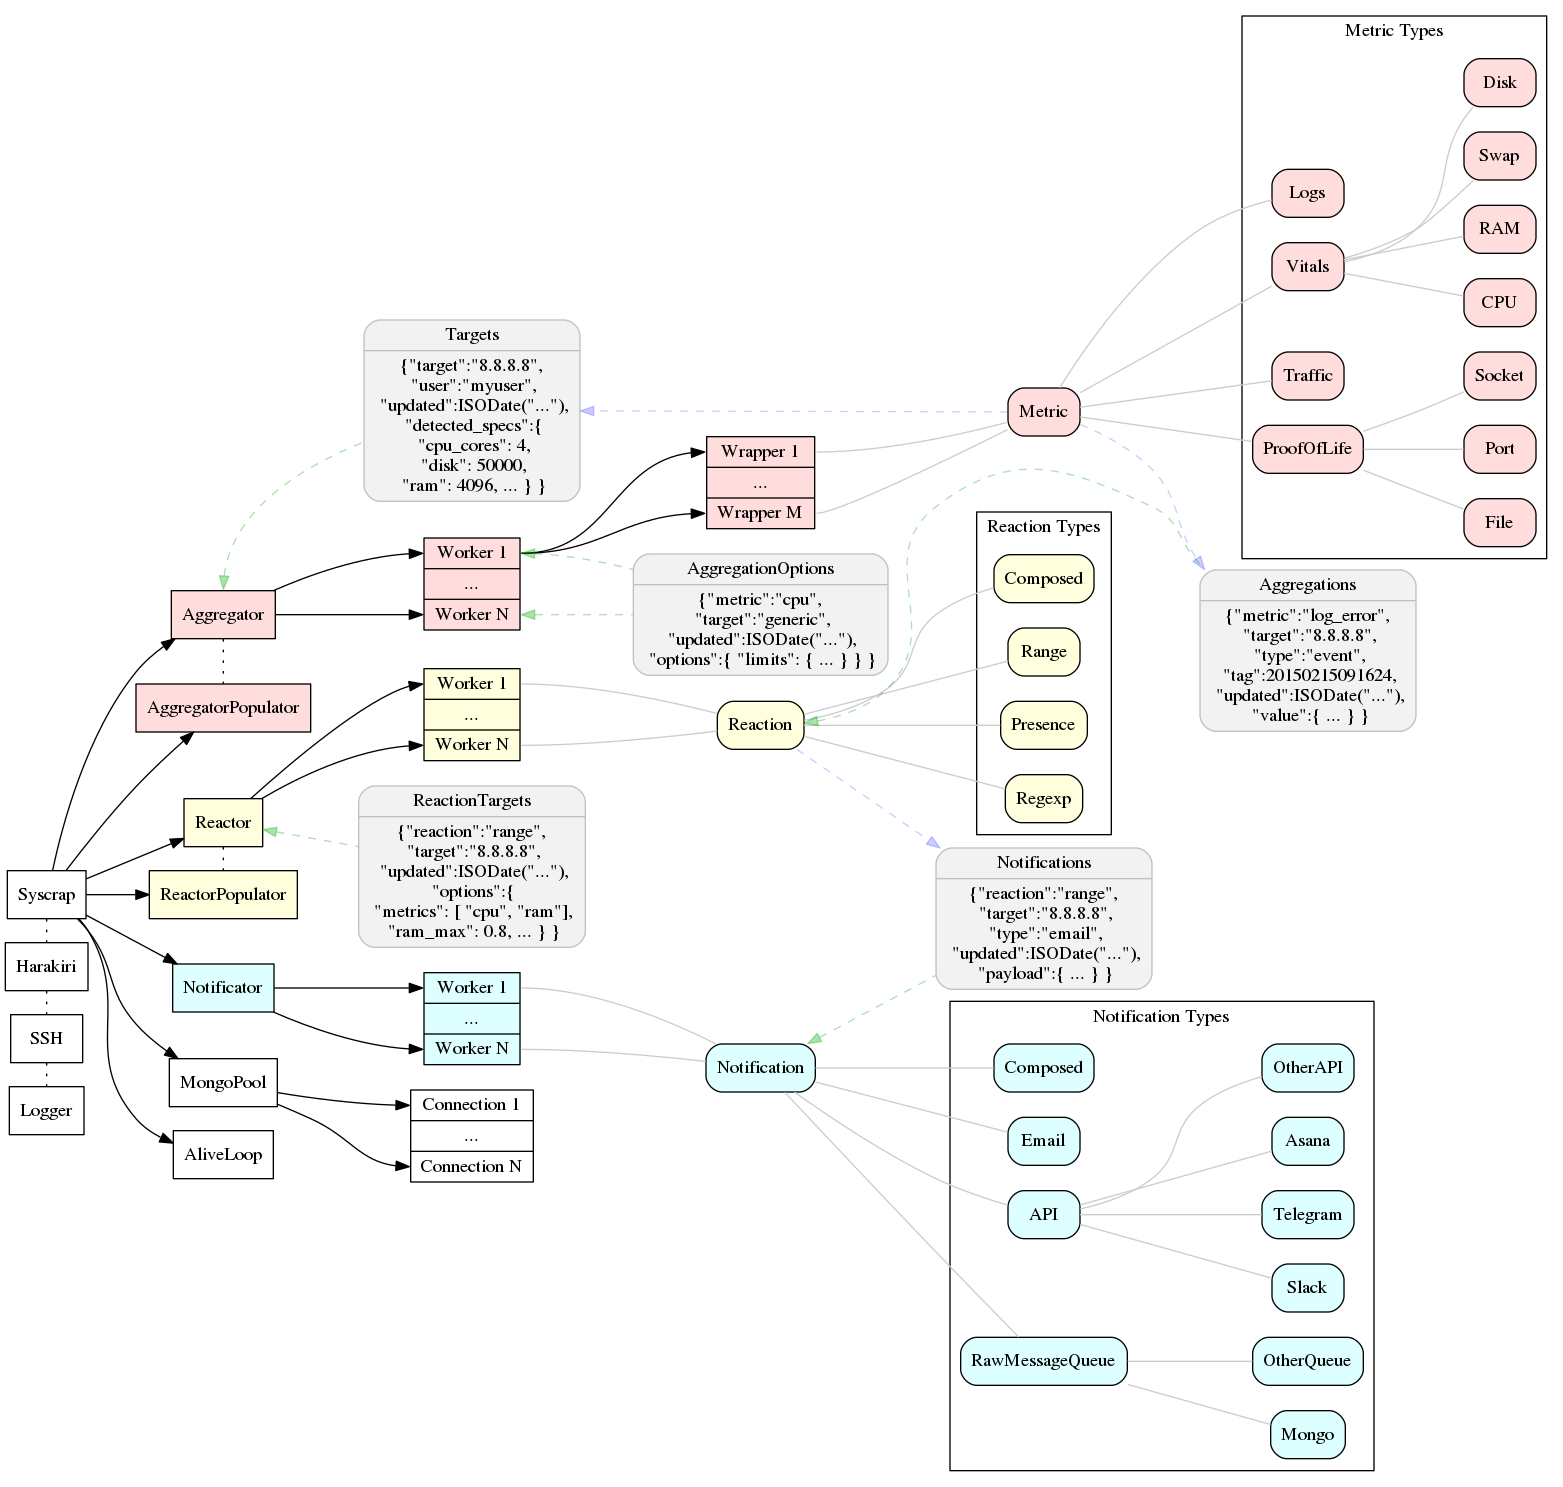 Metric Types
Disk
Swap
Logs
RAM
Vitals
CPU
Traffic
Socket
ProofOfLife
Port
File
Targets
{"target":"8.8.8.8",
"user":"myuser",
"updated":ISODate("..."),
"detected_specs":{
"cpu_cores": 4,
"disk": 50000,
"ram": 4096, ... } }
Metric
Wrapper 1
...
Wrapper M
Worker 1
...
Worker N
AggregationOptions
{"metric":"cpu",
"target":"generic",
"updated":ISODate("..."),
"options":{ "limits": { ... } } }
Reaction Types
Composed
Range
Presence
Regexp
Aggregations
{"metric":"log_error",
"target":"8.8.8.8",
"type":"event",
"tag":20150215091624,
"updated":ISODate("..."),
"value":{ ... } }
Aggregator
AggregatorPopulator
Worker 1
...
Worker N
Reaction
Reactor
ReactorPopulator
ReactionTargets
{"reaction":"range",
"target":"8.8.8.8",
"updated":ISODate("..."),
"options":{
"metrics": [ "cpu", "ram"],
"ram_max": 0.8, ... } }
Notifications
{"reaction":"range",
"target":"8.8.8.8",
"type":"email",
"updated":ISODate("..."),
"payload":{ ... } }
Syscrap
Harakiri
SSH
Logger
Notificator
MongoPool
AliveLoop
Worker 1
...
Worker N
Connection 1
...
Connection N
Notification
Notification Types
Composed
OtherAPI
Email
Asana
API
Telegram
Slack
RawMessageQueue
OtherQueue
Mongo